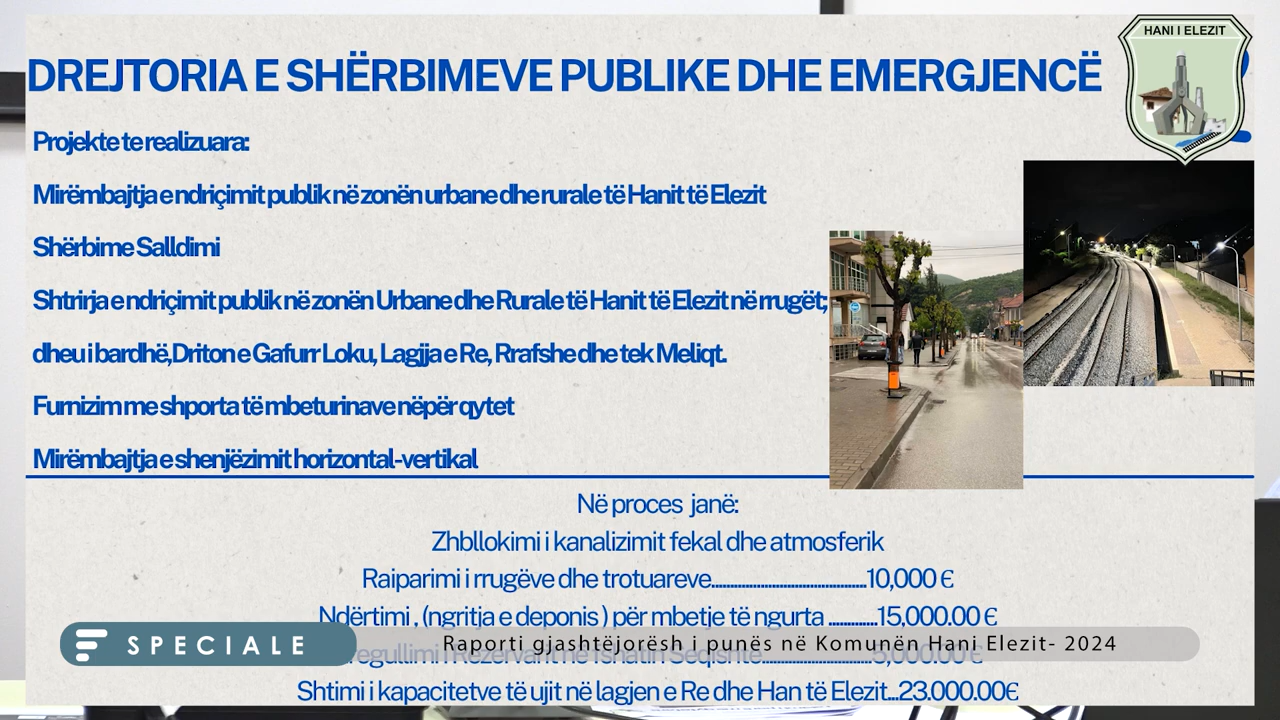 HANI I ELEZIT
DREJTORIA E SHËRBIMEVE PUBLIKE DHE EMERGJENCË
Projekte te realizuara:
Mirëmbajtja e ndriçimit publik në zonën urbane dhe rurale të Hanit të Elezit
Shërbime Salldimi
Shtrirja e ndriçimit publik në zonën Urbane dhe Rurale të Hanit të Elezit në rrugët;
dheu i bardhë,Driton e Gafurr Loku, Lagjja e Re, Rrafshe dhe tek Meliqt.
Furnizim me shporta të mbeturinave nëpër qytet
Mirëmbajtja e shenjëzimit horizontal-vertikal
Në proces janë:
Zhbllokimi i kanalizimit fekal dhe atmosferik
Raiparimi i rrugëve dhe trotuareve.........................................10,000 €
Ndërtimi , (ngritja e deponis ) për mbetje të ngurta .............15,000.00 €
SPECIALE
Raporti gjashtëjorësh i punës në Komunën Hani Elezit- 2024
5,000.00 €
Shtimi i kapacitetve të ujit në lagjen e Re dhe Han të Elezit...23.000.00€